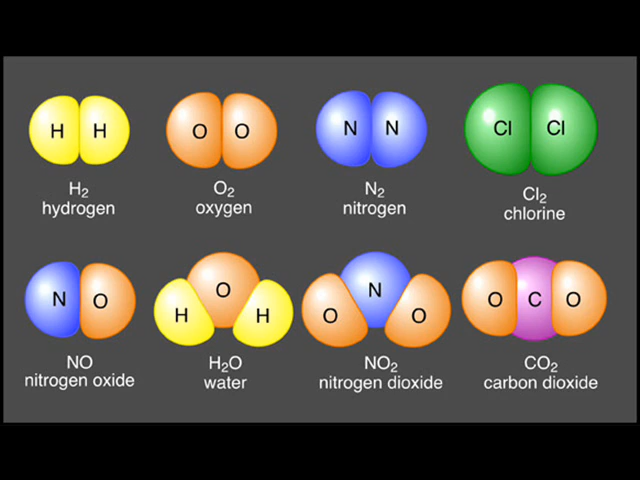 H H O O N N Cl Cl
H₂ O₂ N₂ Cl₂
hydrogen oxygen nitrogen chlorine
N O H O H O N O O C O
NO H₂O NO₂ CO₂
nitrogen oxide water nitrogen dioxide carbon dioxide